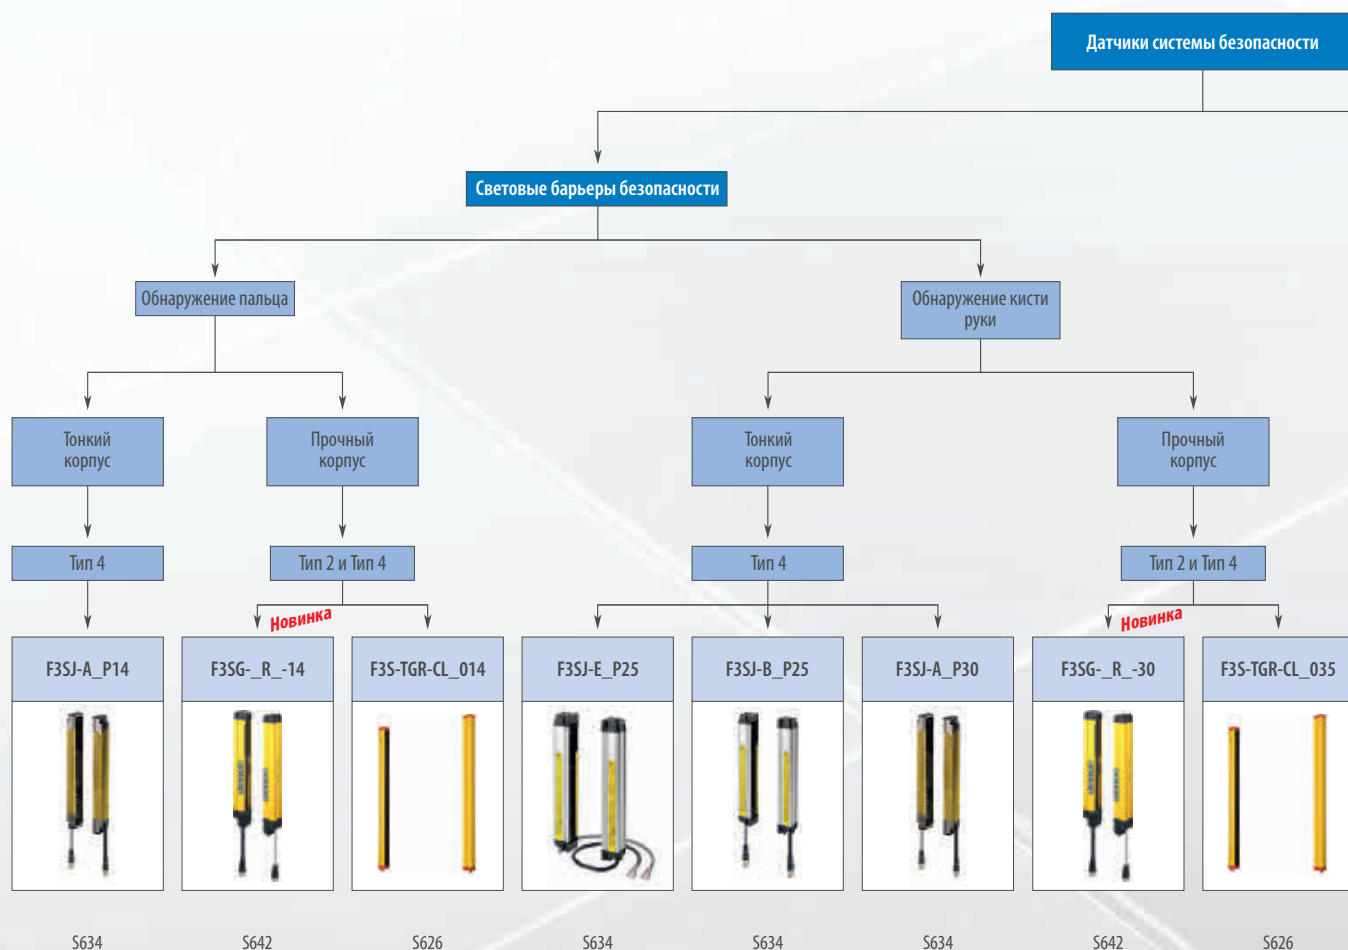 Датчики системы безопасности
Световые барьеры безопасности
Обнаружение пальца
Обнаружение кисти
руки
Тонкий
корпус
Прочный
корпус
Тонкий
корпус
Прочный
корпус
Тип 4
Тип 2 и Тип 4
Тип 4
Тип 2 и Тип 4
Новинка
Новинка
F3SJ-A_P14
F3SG-_R_-14
F3S-TGR-CL_014
F3SJ-E_P25
F3SJ-B_P25
F3SJ-A_P30
F3SG-_R_-30
F3S-TGR-CL_035
S634
S642
S626
S634
S634
S634
S642
S626